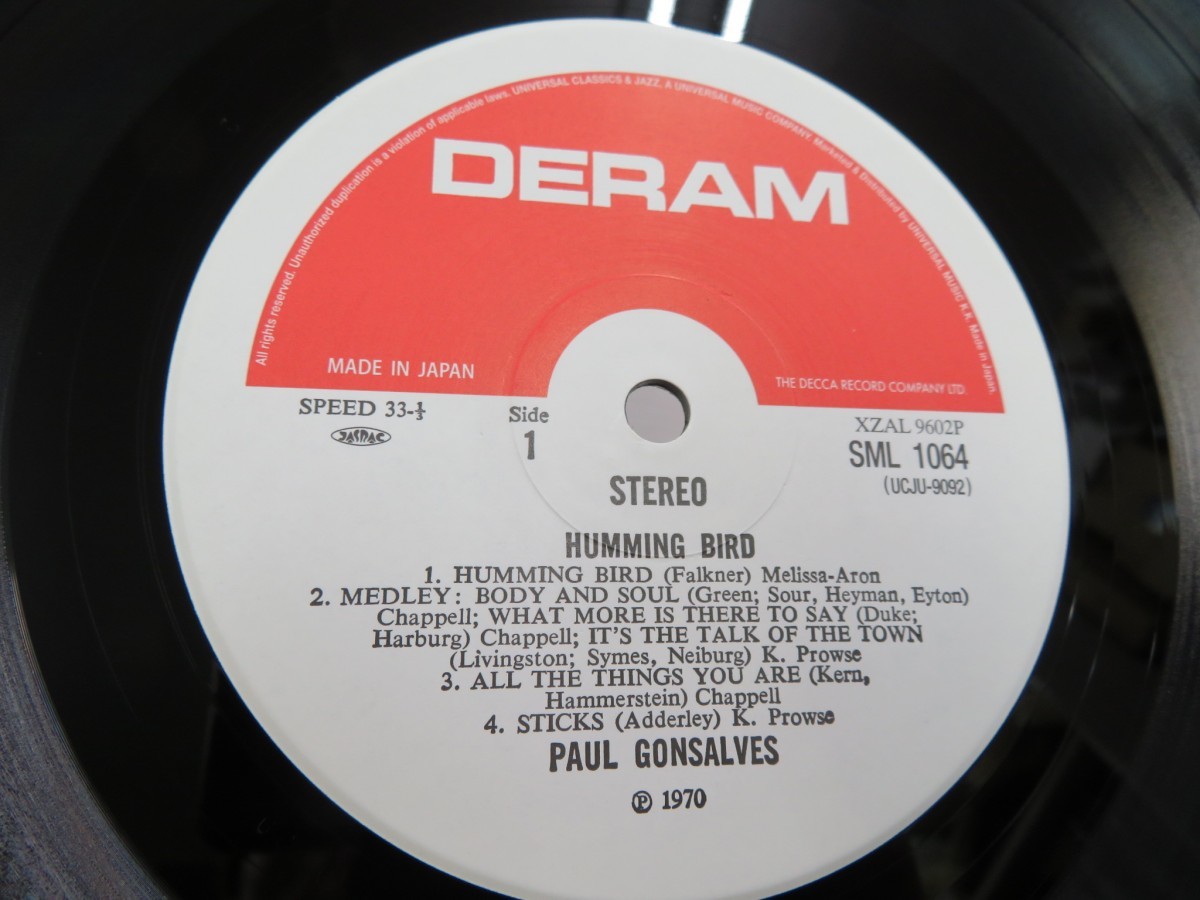 All rights reserved. Unauthorized duplication is a violation of applicable laws. UNIVERSAL CLASSICS & JAZZ, A UNIVERSAL MUSIC COMPANY. Marketed & Distributed by UNIVERSAL MUSIC K.K. Made in Japan.
DERAM
MADE IN JAPAN
THE DECCA RECORD COMPANY LTD.
SPEED 33-⅓
JASRAC
Side
1
XZAL 9602P
SML 1064
(UCJU-9092)
STEREO
HUMMING BIRD
1. HUMMING BIRD (Falkner) Melissa-Aron
2. MEDLEY: BODY AND SOUL (Green; Sour, Heyman, Eyton)
Chappell; WHAT MORE IS THERE TO SAY (Duke;
Harburg) Chappell; IT'S THE TALK OF THE TOWN
(Livingston; Symes, Neiburg) K. Prowse
3. ALL THE THINGS YOU ARE (Kern,
Hammerstein) Chappell
4. STICKS (Adderley) K. Prowse
PAUL GONSALVES
℗ 1970